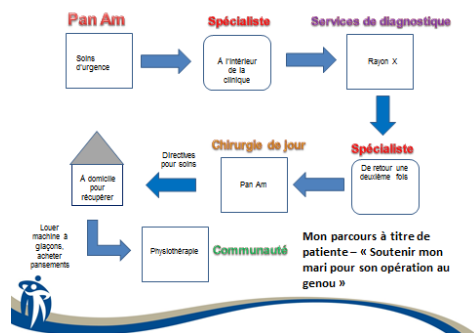 Pan Am
Spécialiste
Services de diagnostique
Soins
d'urgence
À l'intérieur
de la
clinique
Rayon X
Chirurgie de jour
Spécialiste
À domicile
pour
récupérer
Directives
pour soins
Pan Am
De retour une
deuxième fois
Louer
machine à
glaçons,
acheter
pansements
Physiothérapie
Communauté
Mon parcours à titre de
patiente – « Soutenir mon
mari pour son opération au
genou »